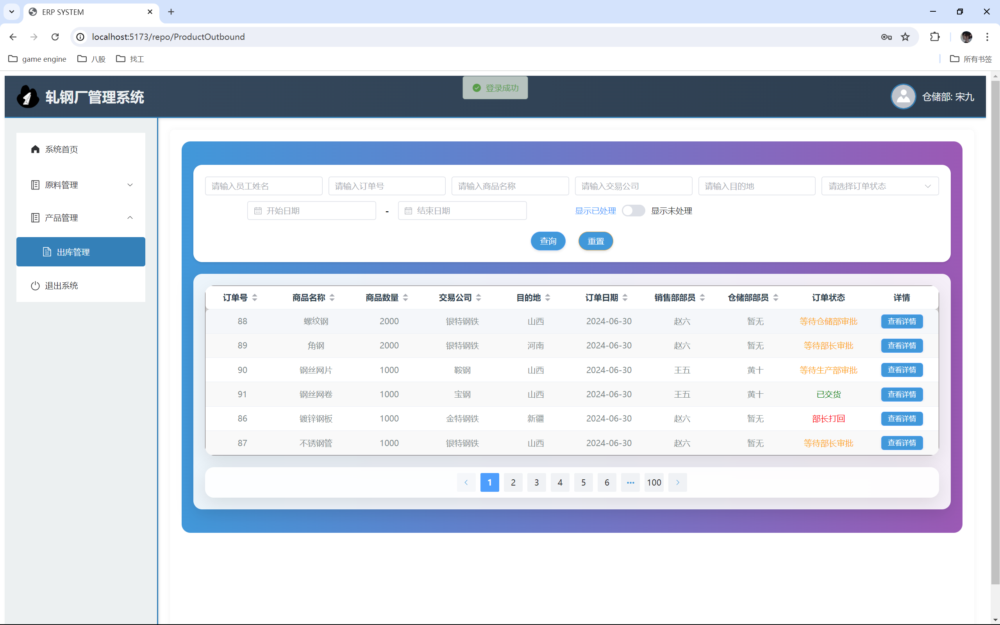 ERP SYSTEM
localhost:5173/repo/ProductOutbound
game engine 八股 找工 所有书签
轧钢厂管理系统 登录成功 仓储部: 宋九
系统首页
原料管理
产品管理
出库管理
退出系统
请输入员工姓名 请输入订单号 请输入商品名称 请输入交易公司 请输入目的地 请选择订单状态
开始日期 - 结束日期 显示已处理 显示未处理
查询 重置
订单号 商品名称 商品数量 交易公司 目的地 订单日期 销售部部员 仓储部部员 订单状态 详情
88 螺纹钢 2000 银特钢铁 山西 2024-06-30 赵六 暂无 等待仓储部审批 查看详情
89 角钢 2000 银特钢铁 河南 2024-06-30 赵六 暂无 等待部长审批 查看详情
90 钢丝网片 1000 鞍钢 山西 2024-06-30 王五 黄十 等待生产部审批 查看详情
91 钢丝网卷 1000 宝钢 山西 2024-06-30 王五 黄十 已交货 查看详情
86 镀锌钢板 1000 金特钢铁 新疆 2024-06-30 赵六 暂无 部长打回 查看详情
87 不锈钢管 1000 银特钢铁 山西 2024-06-30 赵六 暂无 等待部长审批 查看详情
1 2 3 4 5 6 ••• 100